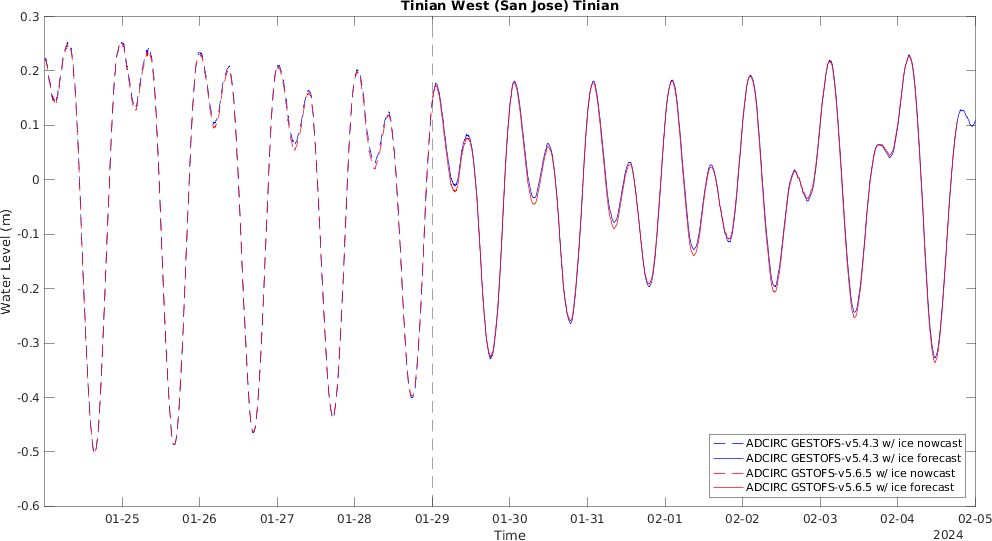 Tinian West (San Jose) Tinian
0.3
0.2
0.1
0
-0.1
-0.2
-0.3
-0.4
-0.5
-0.6
Water Level (m)
ADCIRC GESTOFS-v5.4.3 w/ ice nowcast
ADCIRC GESTOFS-v5.4.3 w/ ice forecast
ADCIRC GSTOFS-v5.6.5 w/ ice nowcast
ADCIRC GSTOFS-v5.6.5 w/ ice forecast
01-25 01-26 01-27 01-28 01-29 01-30 01-31 02-01 02-02 02-03 02-04 02-05
Time
2024